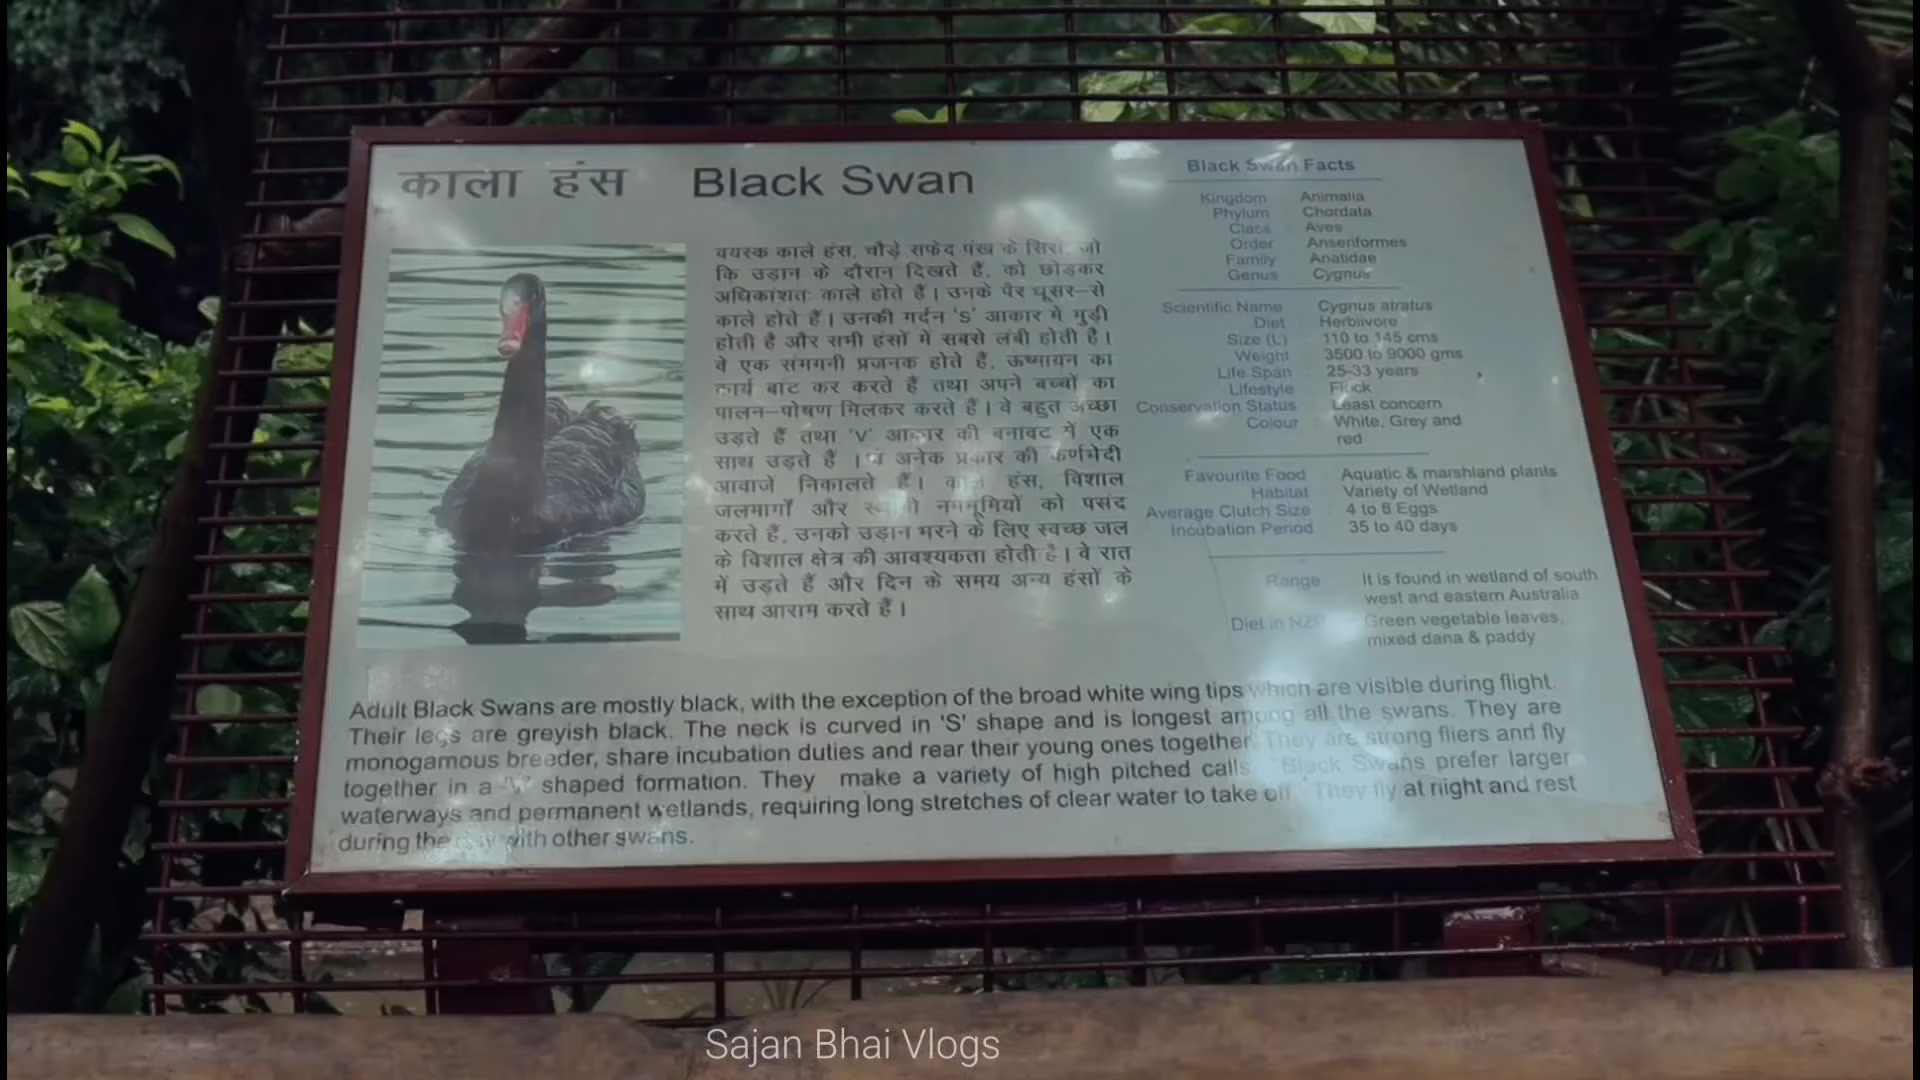 काला हंस Black Swan
वयस्क काले हंस, चौड़े सफेद पंख के सिरों, जो
कि उड़ान के दौरान दिखते हैं, को छोड़कर
अधिकांशतः काले होते हैं। उनके पैर धूसर-से
काले होते हैं। उनकी गर्दन 'S' आकार में मुड़ी
होती है और सभी हंसों में सबसे लंबी होती है।
वे एक संमगनी प्रजनक होते हैं, ऊष्मायन का
कार्य बाट कर करते हैं तथा अपने बच्चों का
पालन-पोषण मिलकर करते हैं। वे बहुत अच्छा
उड़ते हैं तथा 'V' आकार की बनावट में एक
साथ उड़ते हैं । वे अनेक प्रकार की कर्णभेदी
आवाजें निकालते हैं। काले हंस, विशाल
जलमार्गों और नमभूमियों को पसंद
करते हैं, उनको उड़ान भरने के लिए स्वच्छ जल
के विशाल क्षेत्र की आवश्यकता होती है। वे रात
में उड़ते हैं और दिन के समय अन्य हंसों के
साथ आराम करते हैं।
Black Swan Facts
Kingdom Animalia
Phylum Chordata
Class Aves
Order Anseriformes
Family Anatidae
Genus Cygnus
Scientific Name Cygnus atratus
Diet Herbiivore
Size (L) 110 to 145 cms
Weight 3500 to 9000 gms
Life Span 25-33 years
Lifestyle Flock
Conservation Status Least concern
Colour White, Grey and
red
Favourite Food Aquatic & marshland plants
Habitat Variety of Wetland
Average Clutch Size 4 to 8 Eggs
Incubation Period 35 to 40 days
Range It is found in wetland of south
west and eastern Australia
Diet in NZP Green vegetable leaves,
mixed dana & paddy
Adult Black Swans are mostly black, with the exception of the broad white wing tips which are visible during flight.
Their legs are greyish black. The neck is curved in 'S' shape and is longest among all the swans. They are
monogamous breeder, share incubation duties and rear their young ones together. They are strong fliers and fly
together in a 'V' shaped formation. They make a variety of high pitched calls. Black Swans prefer larger
waterways and permanent wetlands, requiring long stretches of clear water to take off. They fly at niight and rest
during the day with other swans.
Sajan Bhai Vlogs